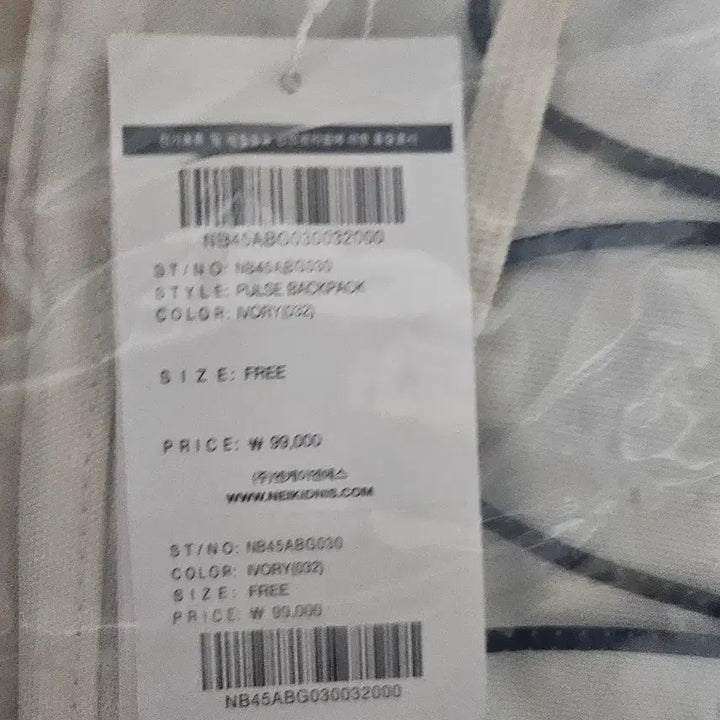 NB45ABG030032000
ST/NO: NB45ABG030
STYLE: PULSE BACKPACK
COLOR: IVORY(032)
SIZE: FREE
PRICE: ₩ 99,000
WWW.NEIKIDNIS.COM
ST/NO: NB45ABG030
COLOR: IVORY(032)
SIZE: FREE
PRICE: ₩ 99,000
NB45ABG030032000